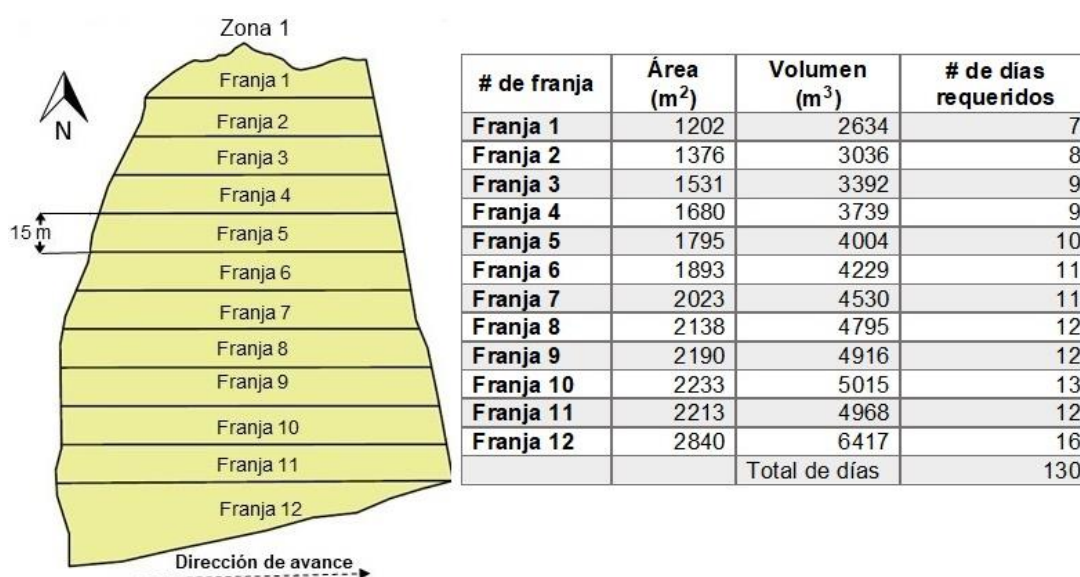 Zona 1
N
15 m
Franja 1
Franja 2
Franja 3
Franja 4
Franja 5
Franja 6
Franja 7
Franja 8
Franja 9
Franja 10
Franja 11
Franja 12
Dirección de avance
# de franja Área (m²) Volumen (m³) # de días requeridos
Franja 1 1202 2634 7
Franja 2 1376 3036 8
Franja 3 1531 3392 9
Franja 4 1680 3739 9
Franja 5 1795 4004 10
Franja 6 1893 4229 11
Franja 7 2023 4530 11
Franja 8 2138 4795 12
Franja 9 2190 4916 12
Franja 10 2233 5015 13
Franja 11 2213 4968 12
Franja 12 2840 6417 16
Total de días 130